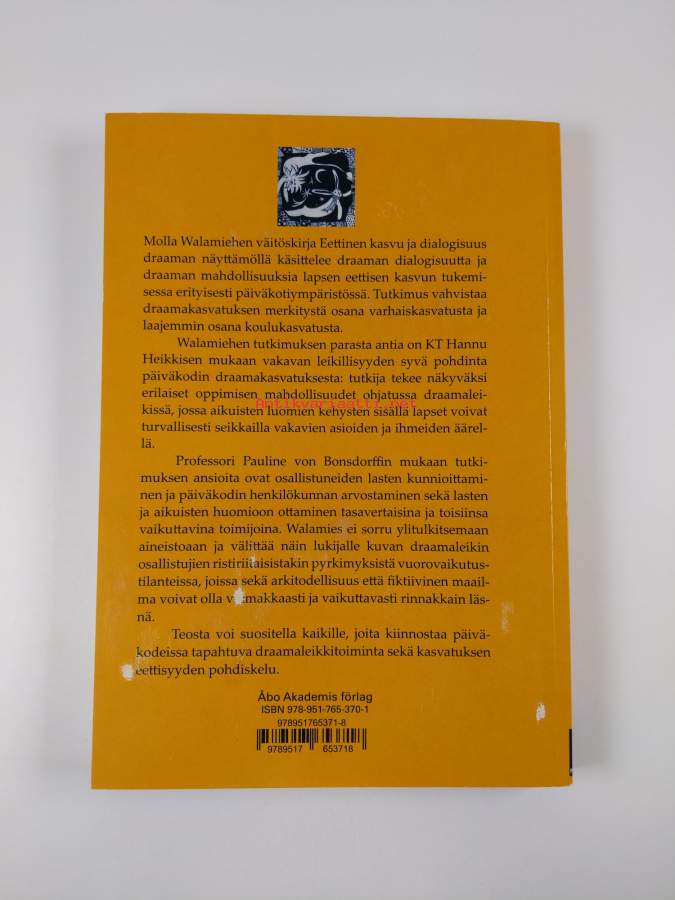 Molla Walamiehen väitöskirja Eettinen kasvu ja dialogisuus
draaman näyttämöllä käsittelee draaman dialogisuutta ja
draaman mahdollisuuksia lapsen eettisen kasvun tukemi-
sessa erityisesti päiväkotiympäristössä. Tutkimus vahvistaa
draamakasvatuksen merkitystä osana varhaiskasvatusta ja
laajemmin osana koulukasvatusta.
Walamiehen tutkimuksen parasta antia on KT Hannu
Heikkisen mukaan vakavan leikillisyyden syvä pohdinta
päiväkodin draamakasvatuksesta: tutkija tekee näkyväksi
erilaiset oppimisen mahdollisuudet ohjatussa draamalei-
Antikvariaatti.net
kissä, jossa aikuisten luomien kehysten sisällä lapset voivat
turvallisesti seikkailla vakavien asioiden ja ihmeiden äärel-
lä.
Professori Pauline von Bonsdorffin mukaan tutki-
muksen ansioita ovat osallistuneiden lasten kunnioittami-
nen ja päiväkodin henkilökunnan arvostaminen sekä lasten
ja aikuisten huomioon ottaminen tasavertaisina ja toisiinsa
vaikuttavina toimijoina. Walamies ei sorru ylitulkitsemaan
aineistoaan ja välittää näin lukijalle kuvan draamaleikin
osallistujien ristiriitaisistakin pyrkimyksistä vuorovaikutus-
tilanteissa, joissa sekä arkitodellisuus että fiktiivinen maail-
ma voivat olla voimakkaasti ja vaikuttavasti rinnakkain läs-
nä.
Teosta voi suositella kaikille, joita kiinnostaa päivä-
kodeissa tapahtuva draamaleikkitoiminta sekä kasvatuksen
eettisyyden pohdiskelu.
Åbo Akademis förlag
ISBN 978-951-765-370-1
978951765371-8
9789517 653718